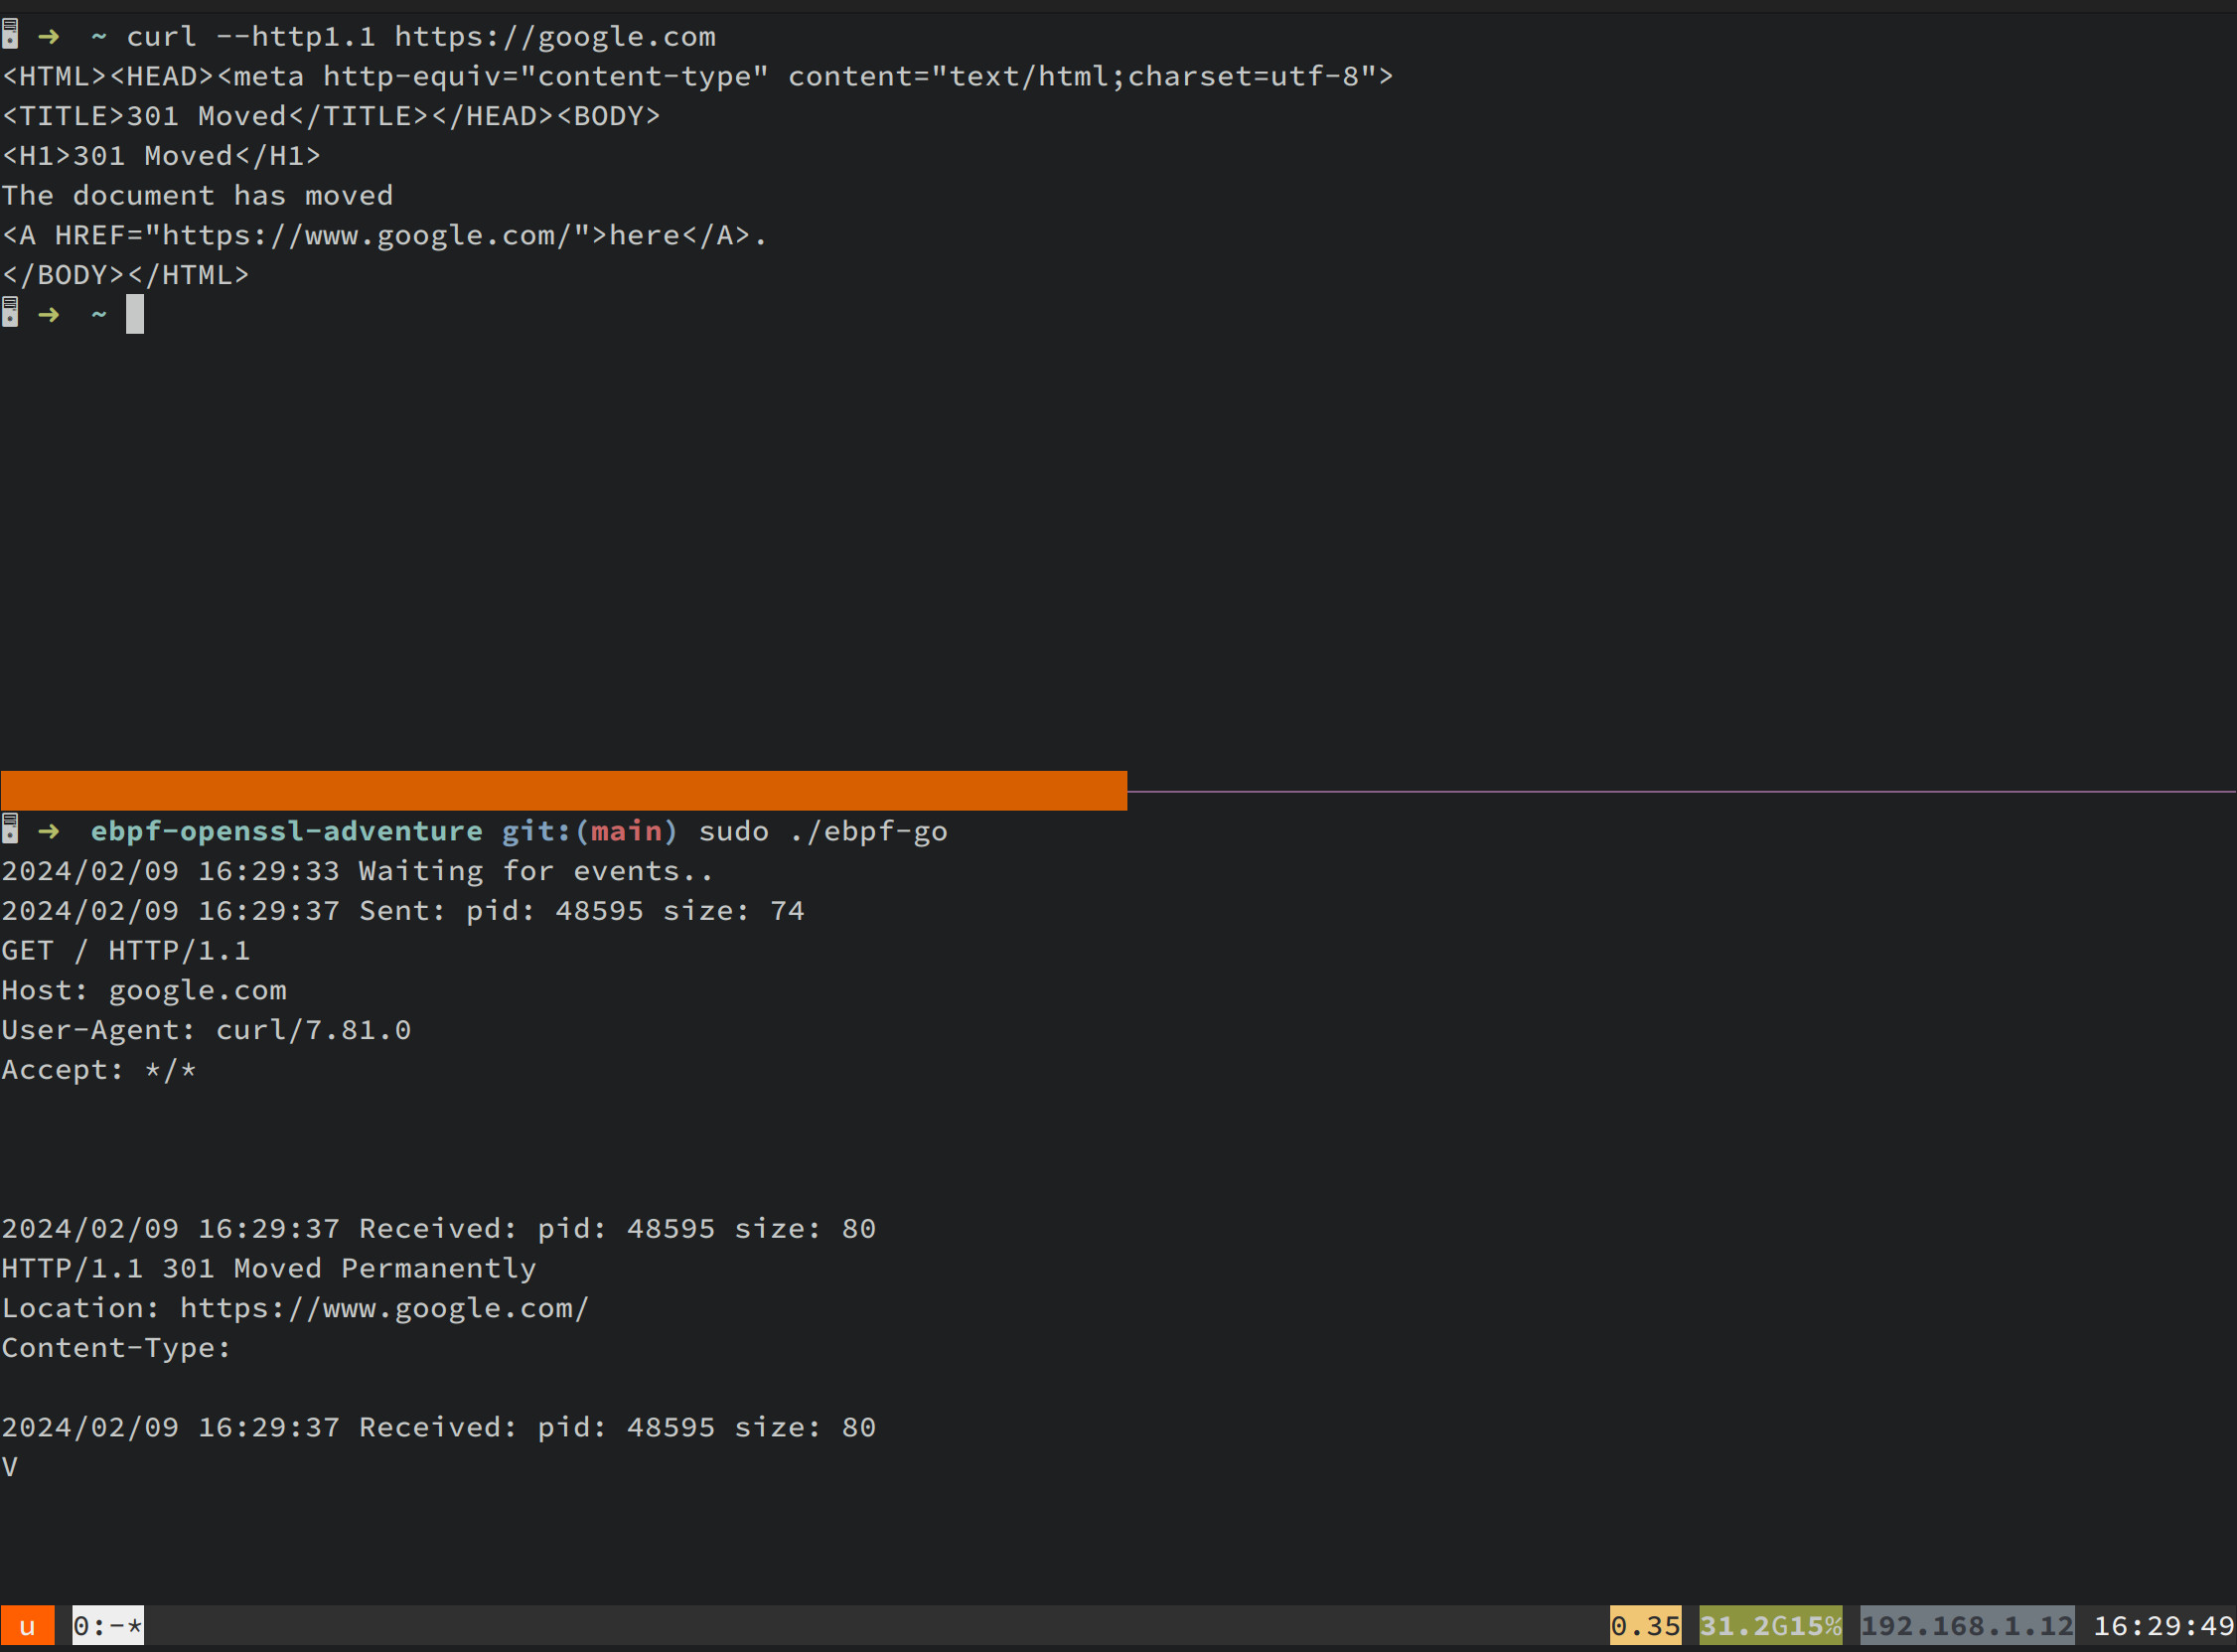 ➜ ~ curl --http1.1 https://google.com
<HTML><HEAD><meta http-equiv="content-type" content="text/html;charset=utf-8">
<TITLE>301 Moved</TITLE></HEAD><BODY>
<H1>301 Moved</H1>
The document has moved
<A HREF="https://www.google.com/">here</A>.
</BODY></HTML>
➜ ~
➜ ebpf-openssl-adventure git:(main) sudo ./ebpf-go
2024/02/09 16:29:33 Waiting for events..
2024/02/09 16:29:37 Sent: pid: 48595 size: 74
GET / HTTP/1.1
Host: google.com
User-Agent: curl/7.81.0
Accept: */*
2024/02/09 16:29:37 Received: pid: 48595 size: 80
HTTP/1.1 301 Moved Permanently
Location: https://www.google.com/
Content-Type:
2024/02/09 16:29:37 Received: pid: 48595 size: 80
V
u 0:-* 0.35 31.2G15% 192.168.1.12 16:29:49